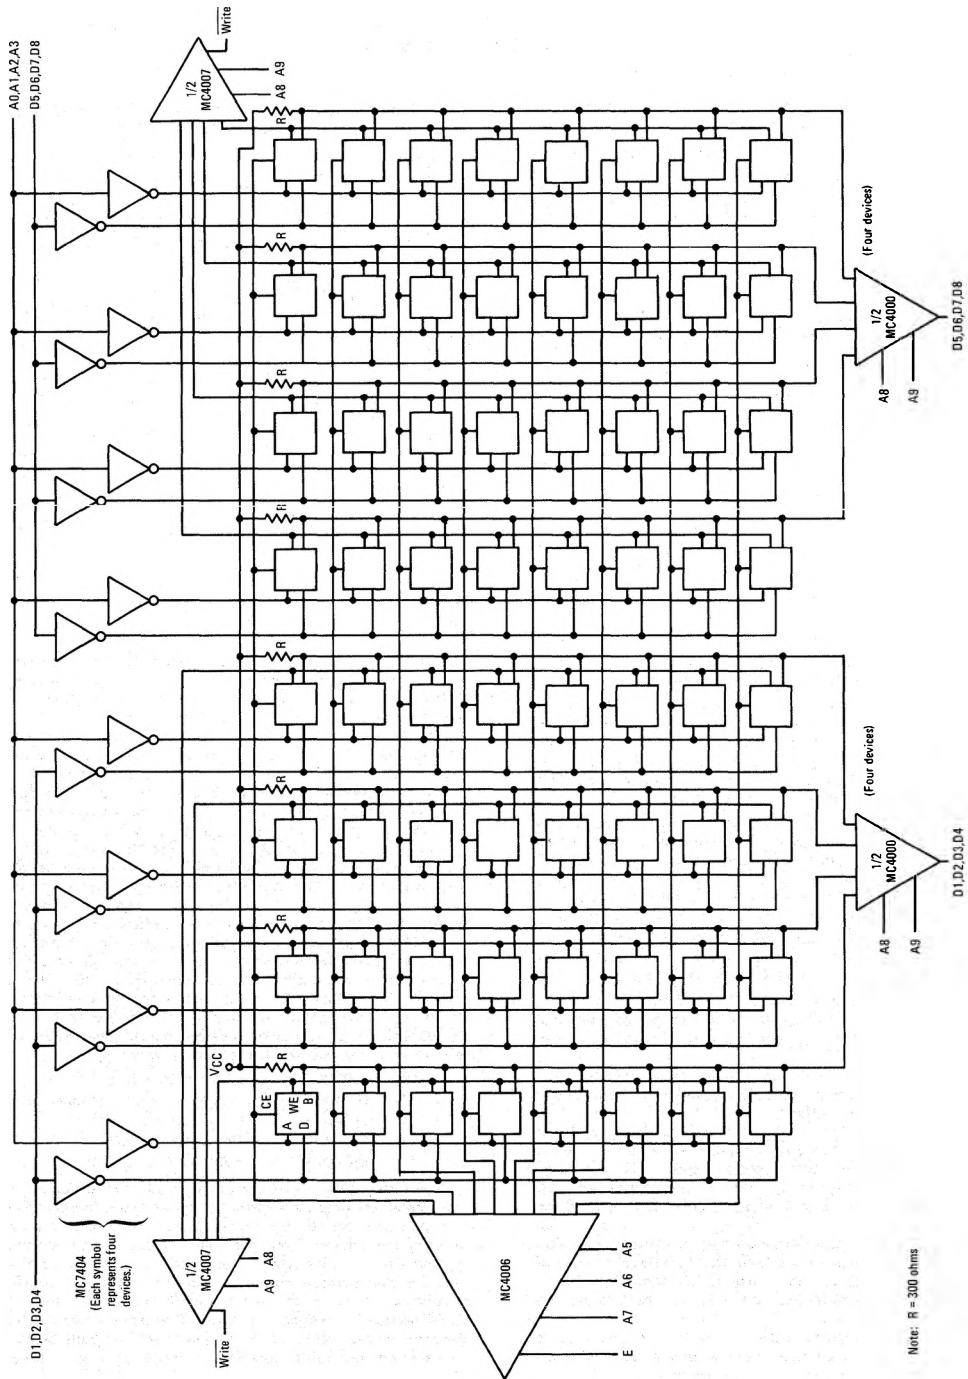 D1,D2,D3,D4
MC7404
(Each symbol
represents four
devices.)
A0,A1,A2,A3
D5,D6,D7,D8
1/2
MC4007
A9
A8
Write
1/2
MC4007
A8
A9
Write
VCC
R
R
R
R
R
R
R
R
CE
A
WE
D
B
MC4006
E
A7
A6
A5
1/2
MC4000
A8
A9
(Four devices)
D1,D2,D3,D4
1/2
MC4000
A8
A9
(Four devices)
D5,D6,D7,D8
Note: R = 300 ohms